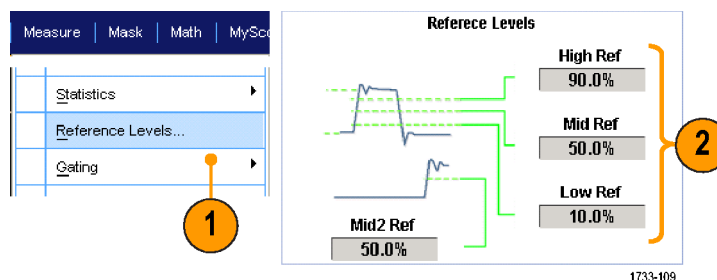 Measure | Mask | Math | MySco
Statistics
Reference Levels...
Gating
1
Referece Levels
High Ref
90.0%
Mid Ref
50.0%
Low Ref
10.0%
Mid2 Ref
50.0%
2
1733-109